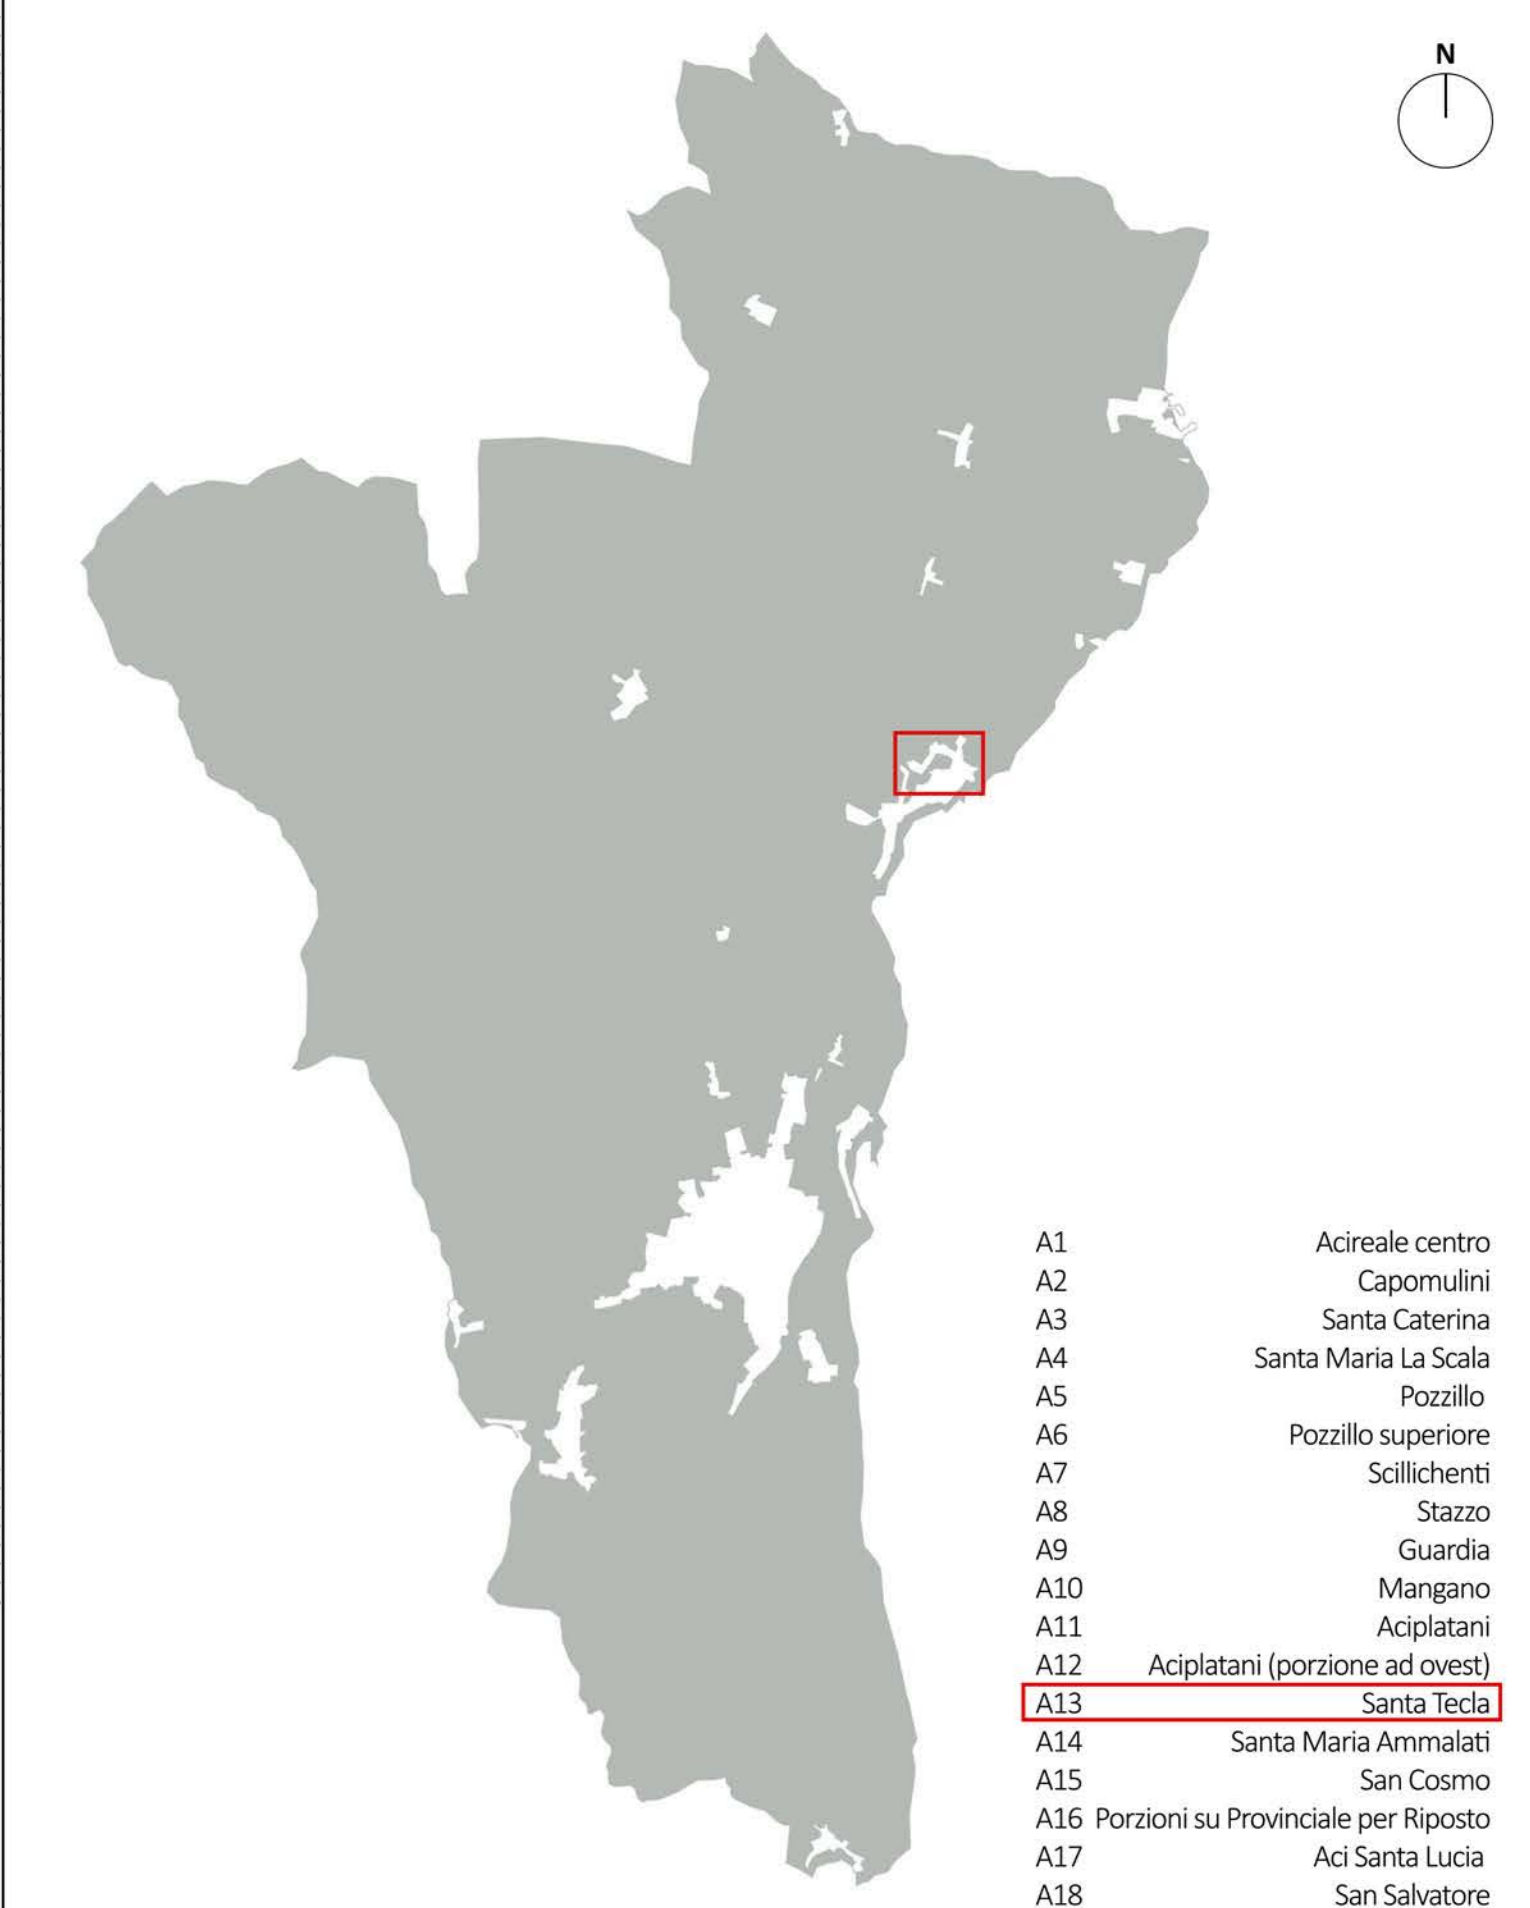 N
A1 Acireale centro
A2 Capomulini
A3 Santa Caterina
A4 Santa Maria La Scala
A5 Pozzillo
A6 Pozzillo superiore
A7 Scillichenti
A8 Stazzo
A9 Guardia
A10 Mangano
A11 Aciplatani
A12 Aciplatani (porzione ad ovest)
A13 Santa Tecla
A14 Santa Maria Ammalati
A15 San Cosmo
A16 Porzioni su Provinciale per Riposto
A17 Aci Santa Lucia
A18 San Salvatore